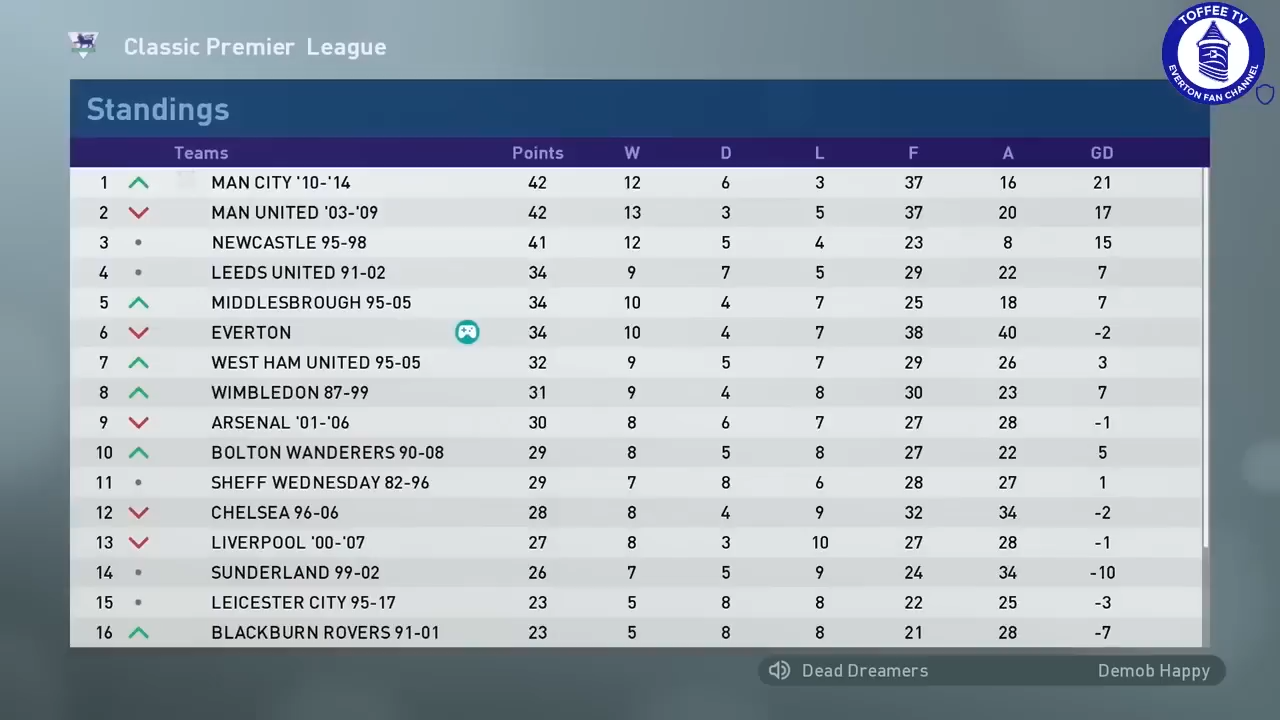 TOFFEE TV
EVERTON FAN CHANNEL
Classic Premier League
Standings
Teams Points W D L F A GD
1 MAN CITY '10-'14 42 12 6 3 37 16 21
2 MAN UNITED '03-'09 42 13 3 5 37 20 17
3 NEWCASTLE 95-98 41 12 5 4 23 8 15
4 LEEDS UNITED 91-02 34 9 7 5 29 22 7
5 MIDDLESBROUGH 95-05 34 10 4 7 25 18 7
6 EVERTON 34 10 4 7 38 40 -2
7 WEST HAM UNITED 95-05 32 9 5 7 29 26 3
8 WIMBLEDON 87-99 31 9 4 8 30 23 7
9 ARSENAL '01-'06 30 8 6 7 27 28 -1
10 BOLTON WANDERERS 90-08 29 8 5 8 27 22 5
11 SHEFF WEDNESDAY 82-96 29 7 8 6 28 27 1
12 CHELSEA 96-06 28 8 4 9 32 34 -2
13 LIVERPOOL '00-'07 27 8 3 10 27 28 -1
14 SUNDERLAND 99-02 26 7 5 9 24 34 -10
15 LEICESTER CITY 95-17 23 5 8 8 22 25 -3
16 BLACKBURN ROVERS 91-01 23 5 8 8 21 28 -7
Dead Dreamers Demob Happy